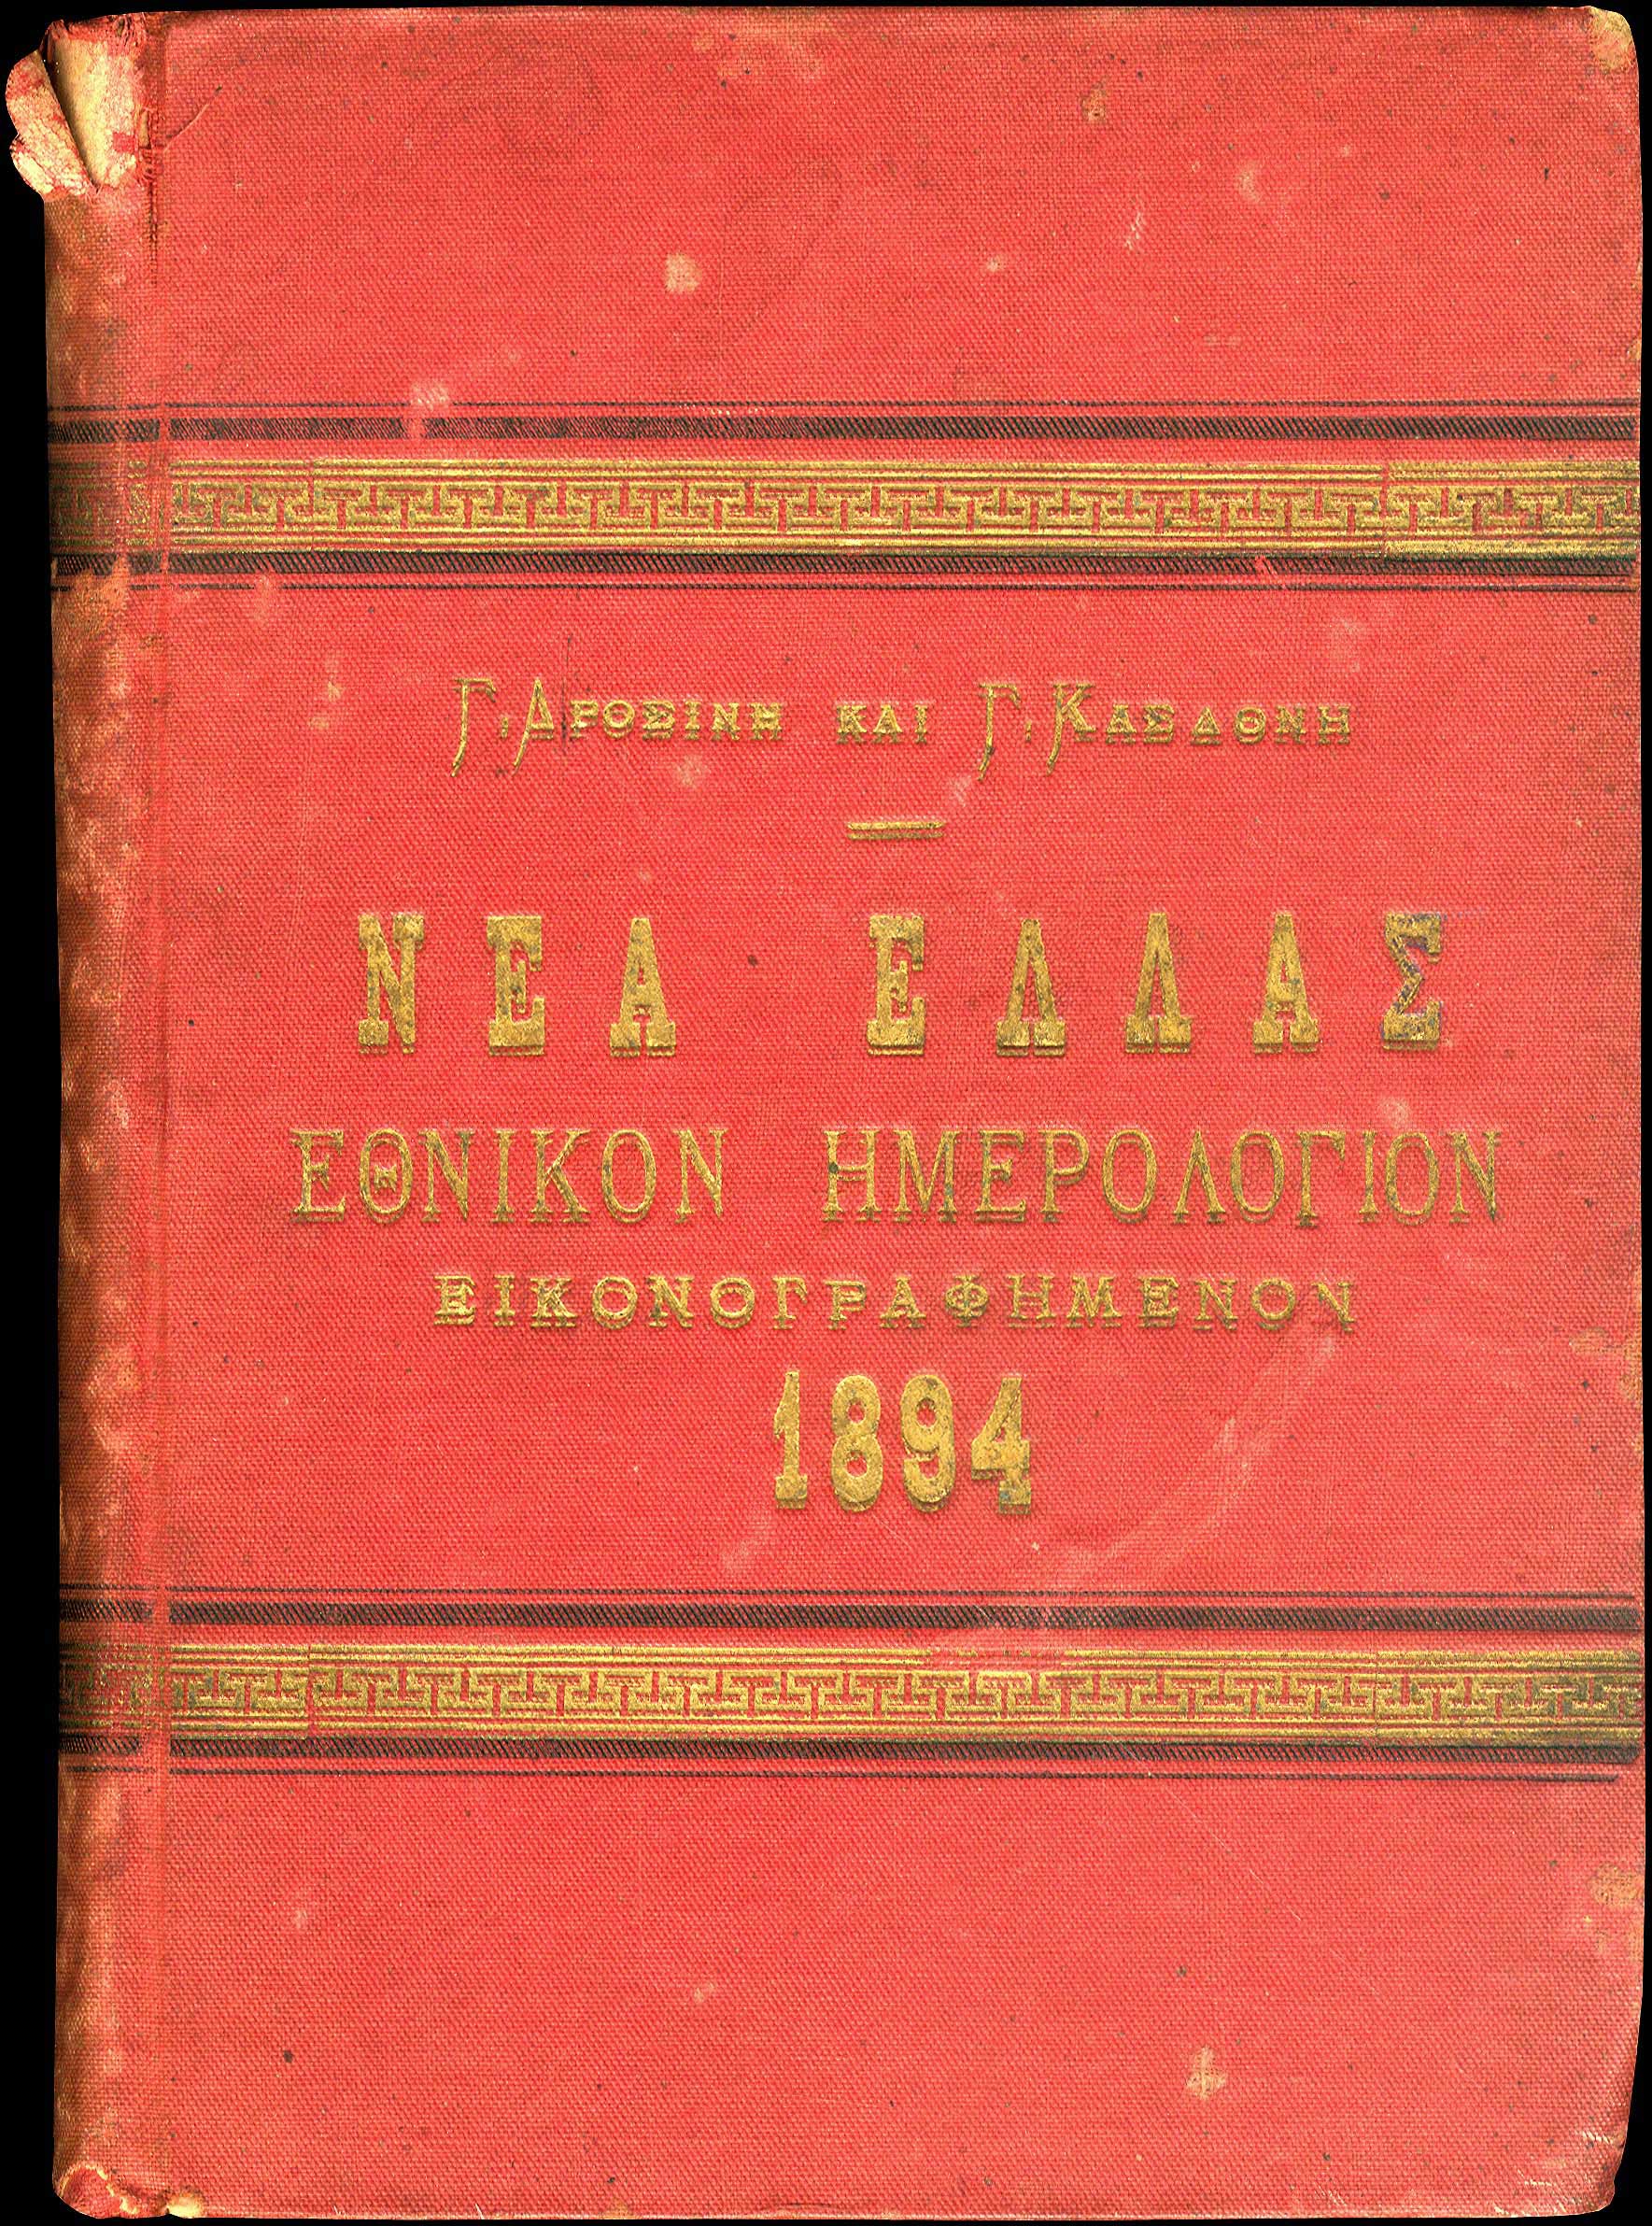 Γ. ΔΡΟΣΙΝΗ ΚΑΙ Γ. ΚΑΣΔΟΝΗ
ΝΕΑ ΕΛΛΑΣ
ΕΘΝΙΚΟΝ ΗΜΕΡΟΛΟΓΙΟΝ
ΕΙΚΟΝΟΓΡΑΦΗΜΕΝΟΝ
1894